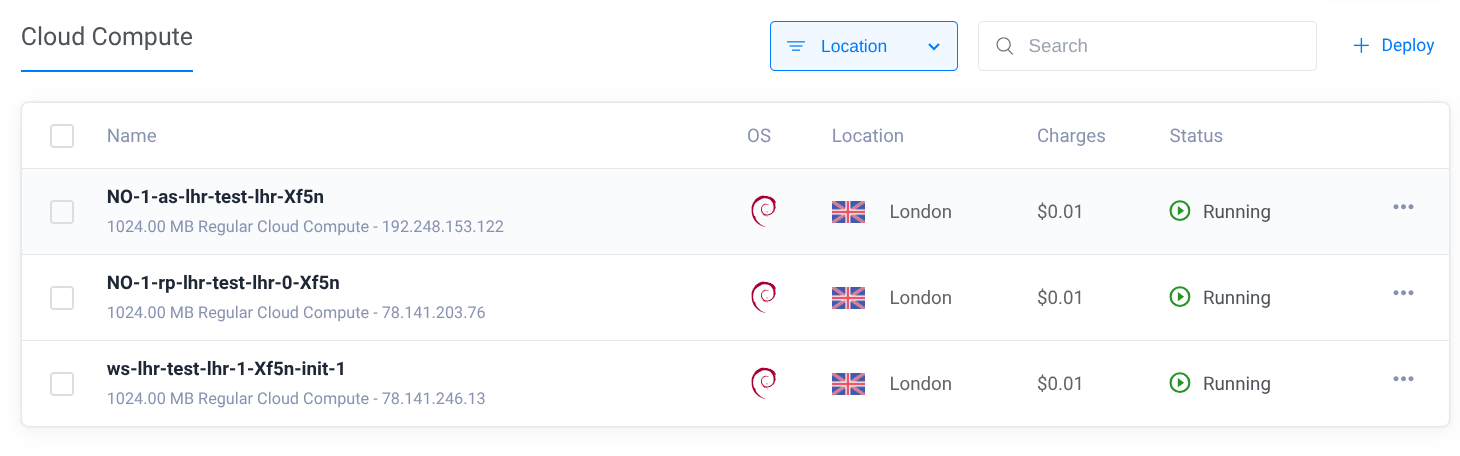 Cloud Compute
Location
Search
+ Deploy
Name OS Location Charges Status
NO-1-as-lhr-test-lhr-Xf5n
1024.00 MB Regular Cloud Compute - 192.248.153.122
London $0.01 Running
NO-1-rp-lhr-test-lhr-0-Xf5n
1024.00 MB Regular Cloud Compute - 78.141.203.76
London $0.01 Running
ws-lhr-test-lhr-1-Xf5n-init-1
1024.00 MB Regular Cloud Compute - 78.141.246.13
London $0.01 Running